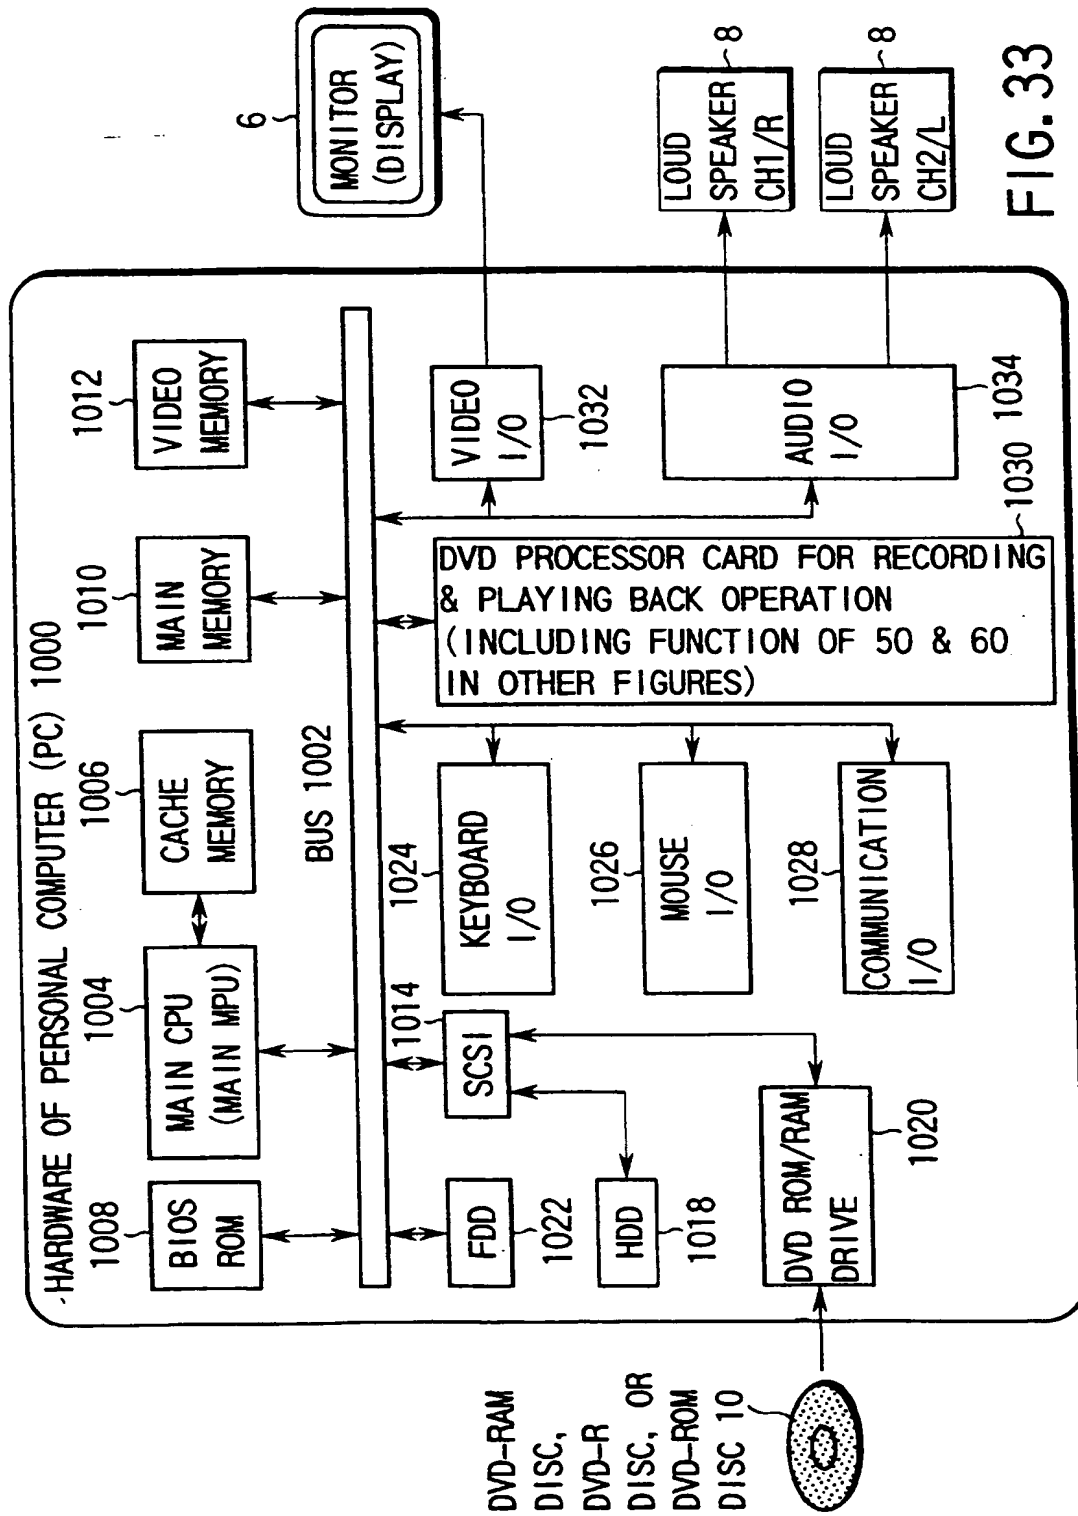 HARDWARE OF PERSONAL COMPUTER (PC) 1000
1008
BIOS
ROM
1004
MAIN CPU
(MAIN MPU)
1006
CACHE
MEMORY
1010
MAIN
MEMORY
1012
VIDEO
MEMORY
6
MONITOR
(DISPLAY)
BUS 1002
FDD
1022
1014
SCSI
HDD
1018
DVD ROM/RAM
DRIVE
1020
1024
KEYBOARD
I/O
1026
MOUSE
I/O
1028
COMMUNICATION
I/O
DVD PROCESSOR CARD FOR RECORDING
& PLAYING BACK OPERATION
(INCLUDING FUNCTION OF 50 & 60
IN OTHER FIGURES)
1030
VIDEO
I/O
1032
AUDIO
I/O
1034
LOUD
SPEAKER
CH1/R
8
LOUD
SPEAKER
CH2/L
8
DVD-RAM
DISC,
DVD-R
DISC, OR
DVD-ROM
DISC 10
FIG. 33